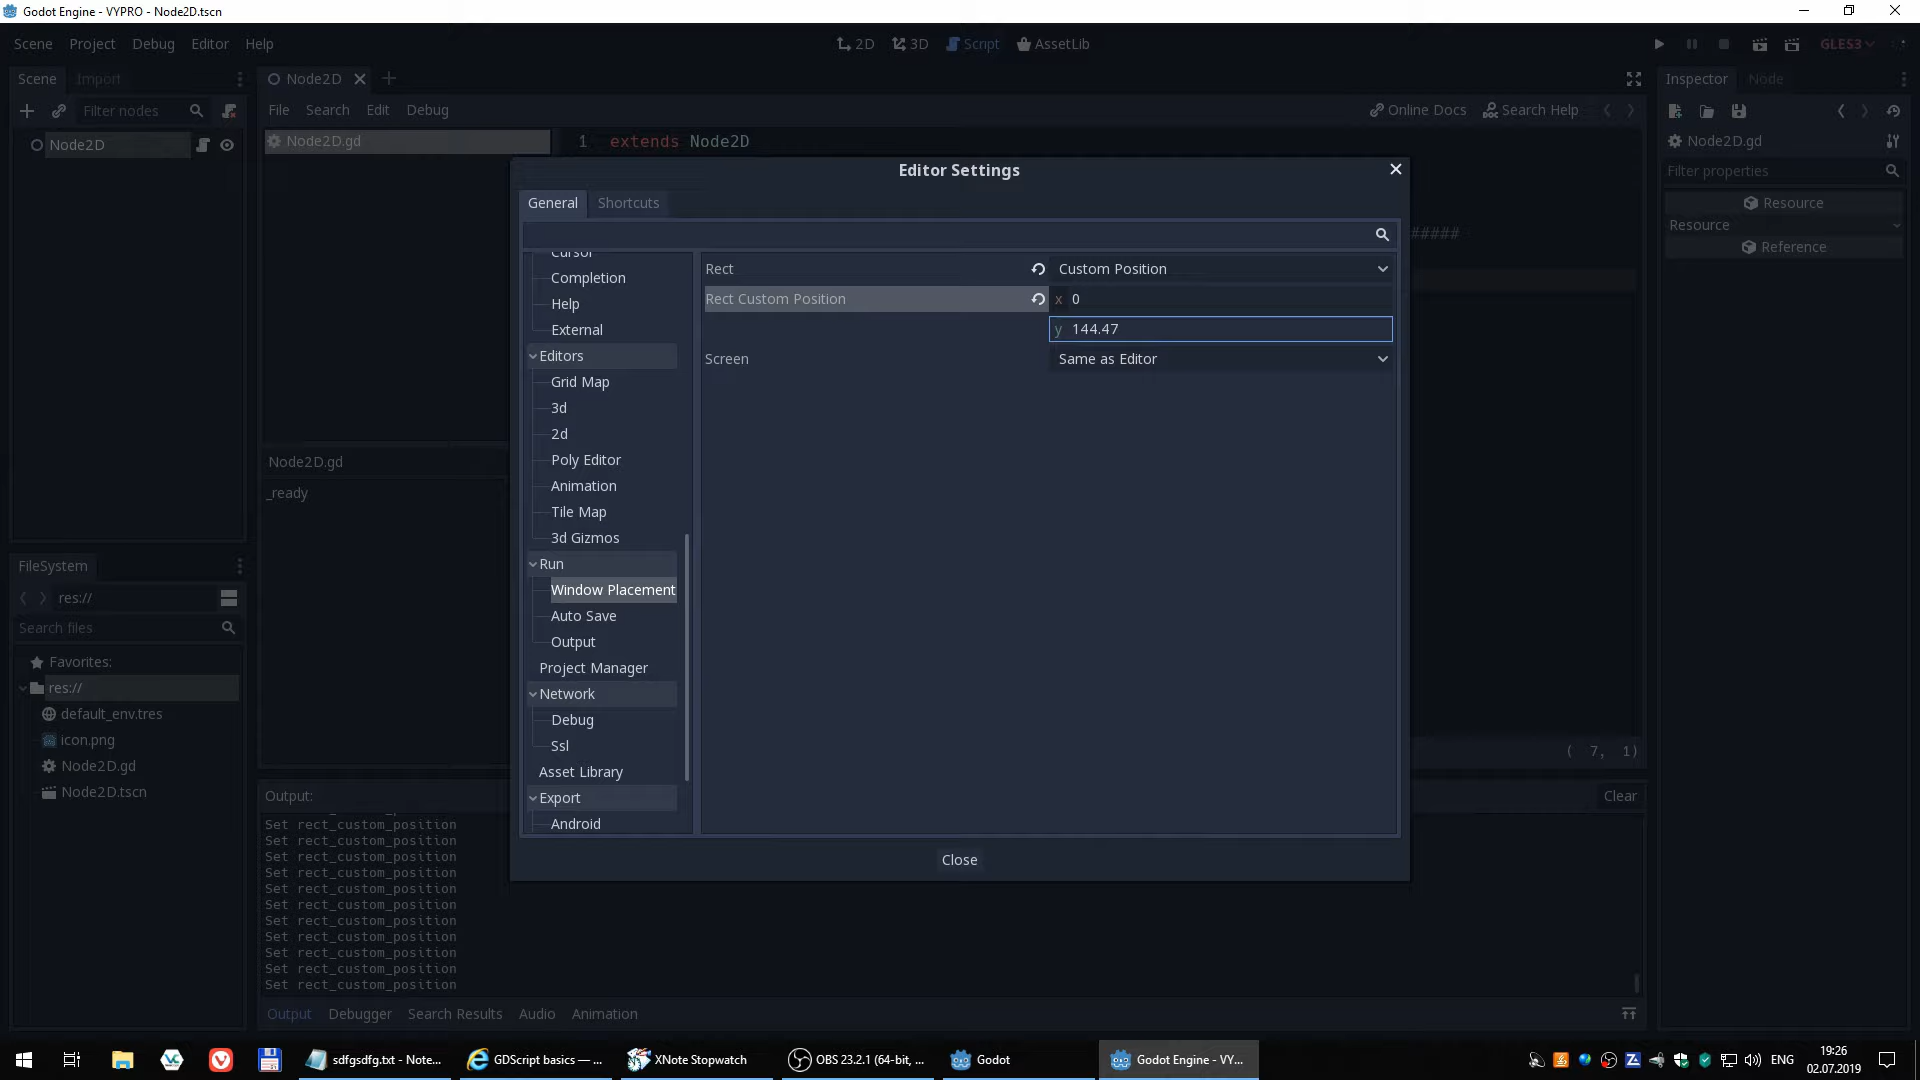 Godot Engine - VYPRO - Node2D.tscn
Scene Project Debug Editor Help
2D 3D Script AssetLib
GLES3
Scene Import
Node2D
Inspector Node
Filter nodes
File Search Edit Debug
Online Docs Search Help
Node2D
Node2D.gd
1 extends Node2D
Node2D.gd
Filter properties
Resource
Resource
Reference
#####
Editor Settings
General Shortcuts
Cursor
Completion
Help
External
Editors
Grid Map
3d
2d
Poly Editor
Animation
Tile Map
3d Gizmos
Run
Window Placement
Auto Save
Output
Project Manager
Network
Debug
Ssl
Asset Library
Export
Android
Rect Custom Position
Rect Custom Position x 0
y 144.47
Screen Same as Editor
Close
Node2D.gd
_ready
( 7, 1)
FileSystem
res://
Search files
Favorites:
res://
default_env.tres
icon.png
Node2D.gd
Node2D.tscn
Output:
Clear
Set rect_custom_position
Set rect_custom_position
Set rect_custom_position
Set rect_custom_position
Set rect_custom_position
Set rect_custom_position
Set rect_custom_position
Set rect_custom_position
Set rect_custom_position
Set rect_custom_position
Set rect_custom_position
Output Debugger Search Results Audio Animation
sdfgsdfg.txt - Note...
GDScript basics — ...
XNote Stopwatch
OBS 23.2.1 (64-bit, ...
Godot
Godot Engine - VY...
ENG
19:26
02.07.2019